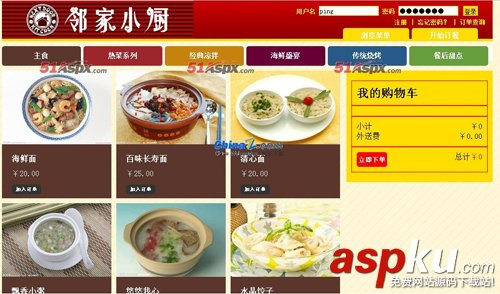 邻家小厨
用户名 ping 密码 ●●●●●●● 登录
注册 | 忘记密码? | 订单查询
浏览菜单 开始订餐
主食 热菜系列 经典凉拌 海鲜盛宴 传统烧烤 餐后甜点
51Aspx.com 51Aspx.com
海鲜面 百味长寿面 清心面
￥20.00 ￥25.00 ￥20.00
加入订单 加入订单 加入订单
我的购物车
小计 ￥0
外送费 ￥0.00
立即下单 总计￥0
飘香小粥 悠悠我心 水晶饺子
aspku.com
免费网站源码下载站!